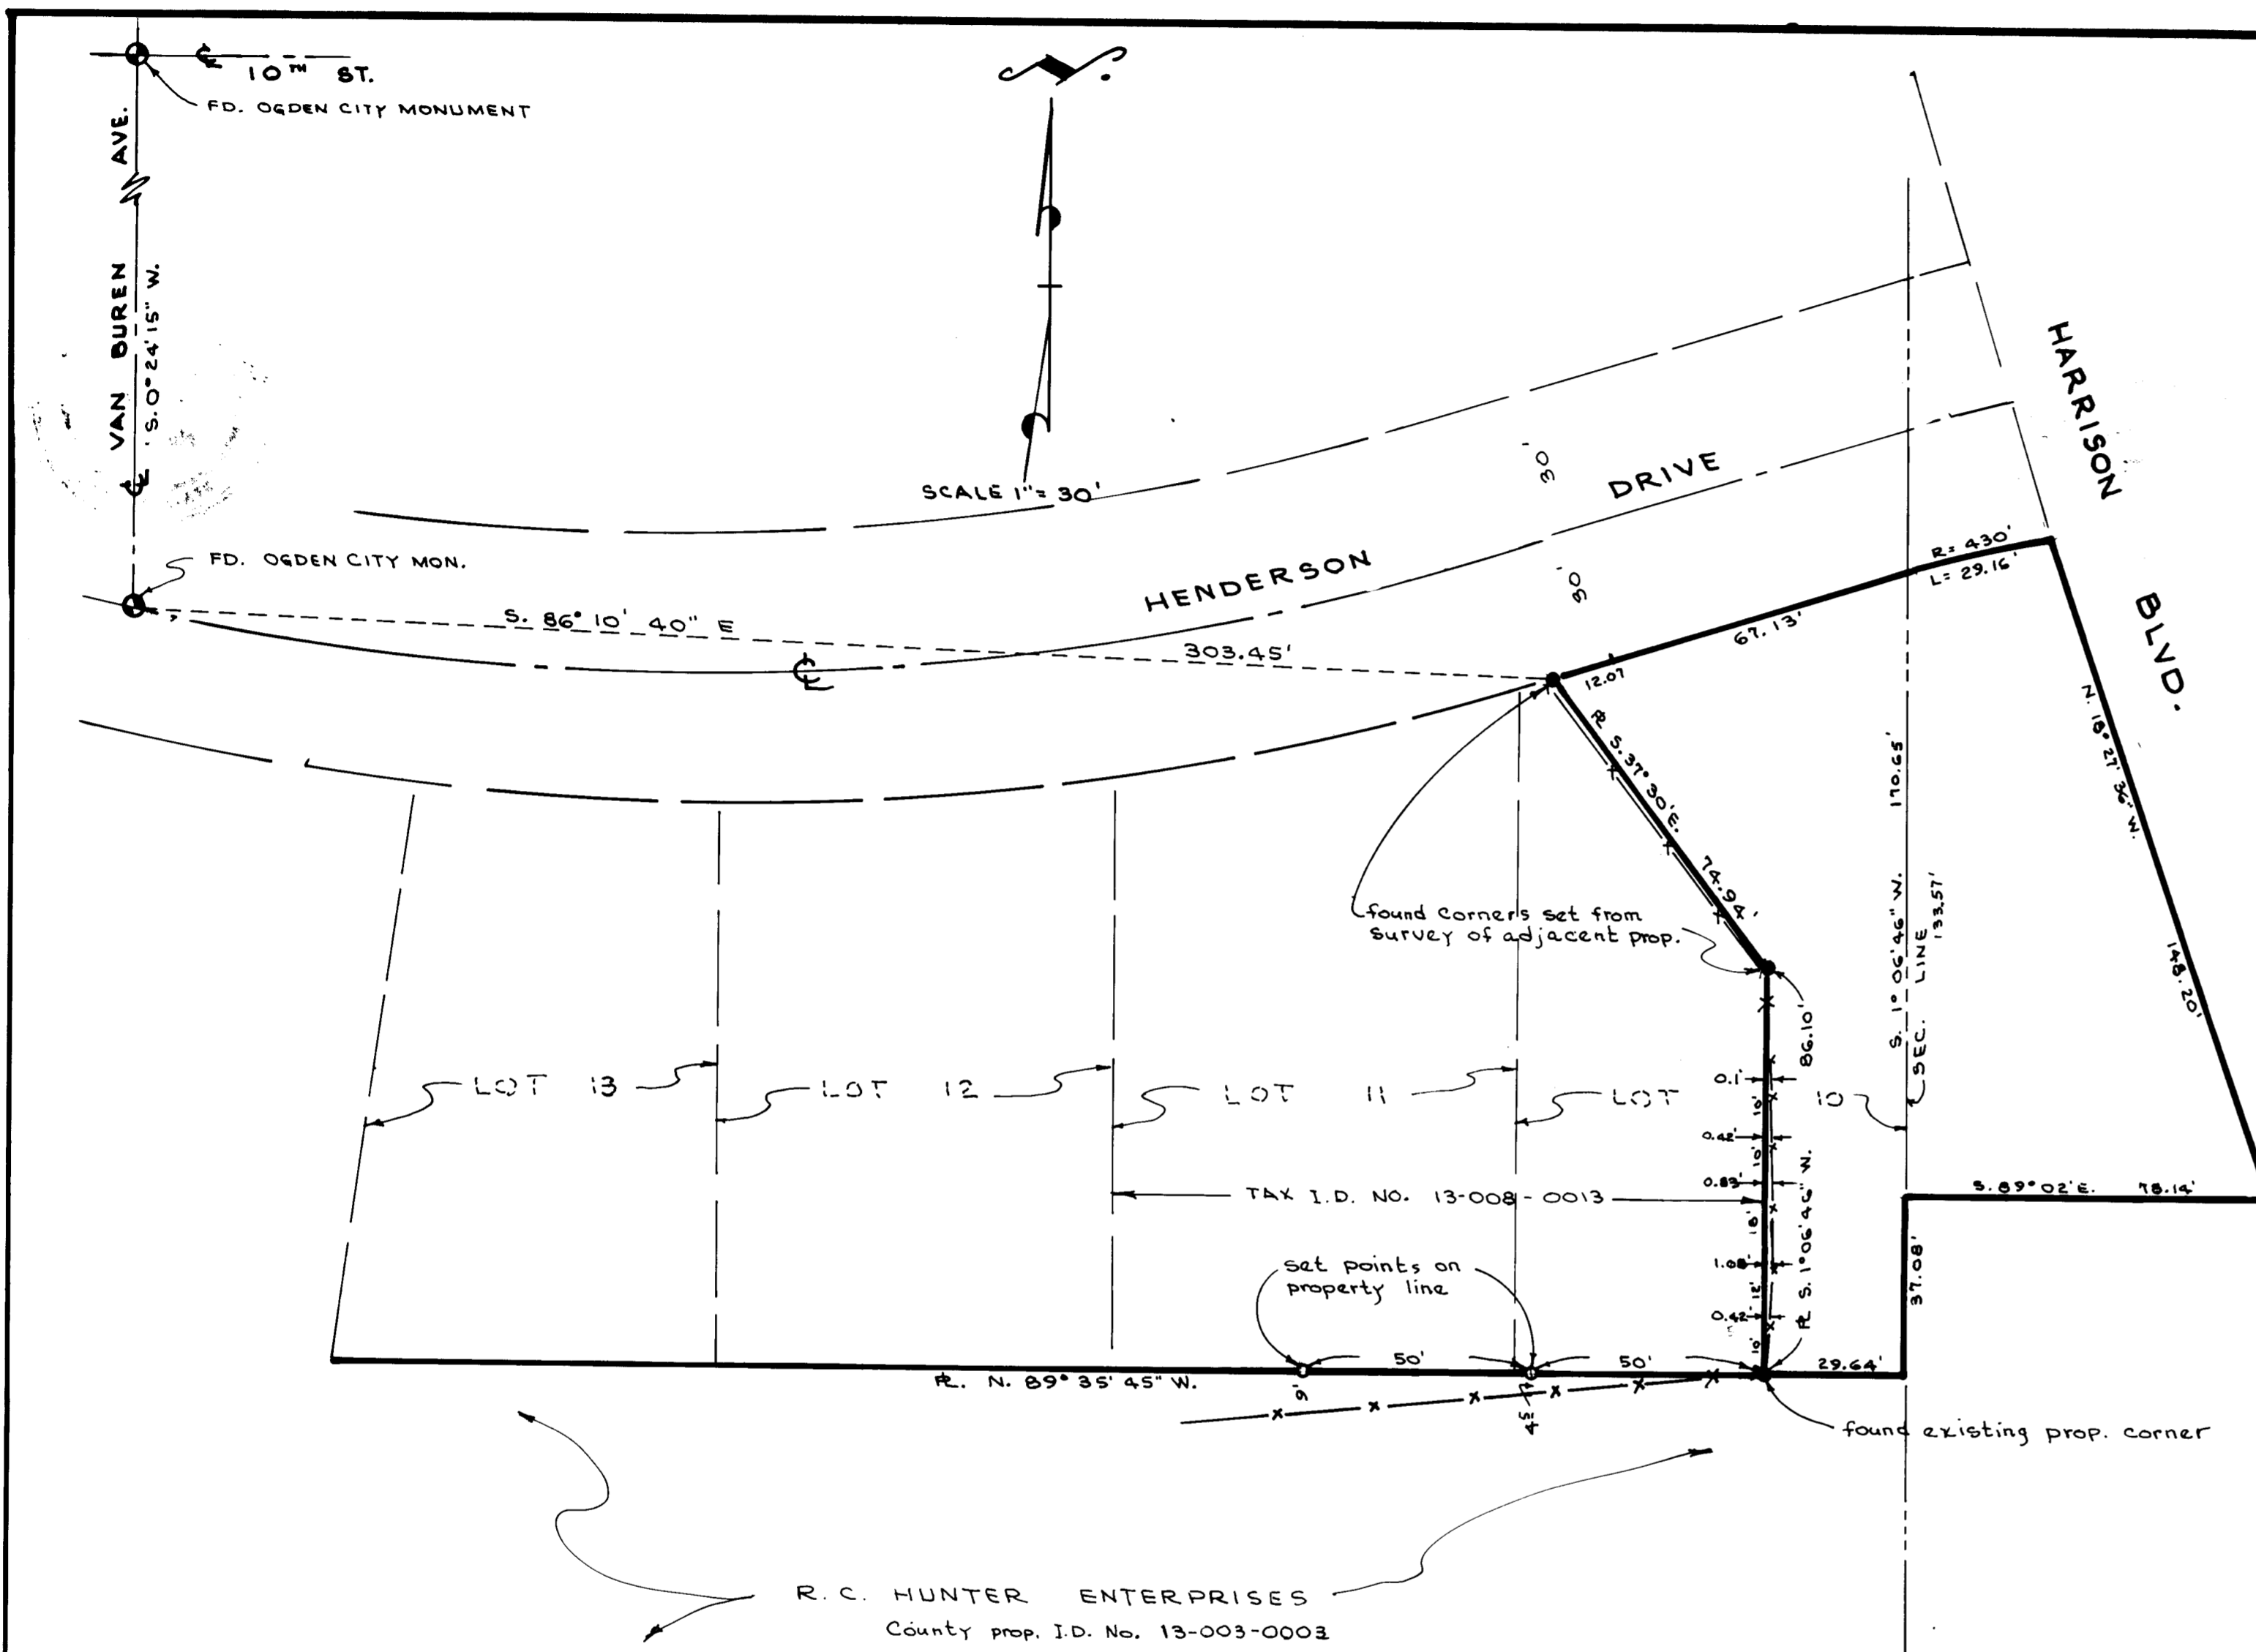 10TH ST.
FD. OGDEN CITY MONUMENT
VAN BUREN AVE.
S. 0° 24' 15" W.
FD. OGDEN CITY MON.
SCALE 1" = 30'
S. 86° 10' 40" E
303.45'
HENDERSON DRIVE
30'
30'
HARRISON BLVD.
R= 430'
L= 29.16'
67.13'
12.07
N. 18° 27' 36" W.
148.20'
S. 37° 30' E.
74.94'
found corners set from
survey of adjacent prop.
S. 1° 06' 46" W. 170.65'
SEC. LINE
133.57'
86.10'
S. 1° 06' 46" W.
LOT 13
LOT 12
LOT 11
LOT 10
0.1'
10'
0.42'
10'
0.83'
18'
1.08'
12'
0.42'
10'
TAX I.D. NO. 13-008-0013
S. 89° 02' E. 78.14'
37.08'
set points on
property line
50'
50'
29.64'
N. 89° 35' 45" W.
found existing prop. corner
R. C. HUNTER ENTERPRISES
County prop. I.D. No. 13-003-0003